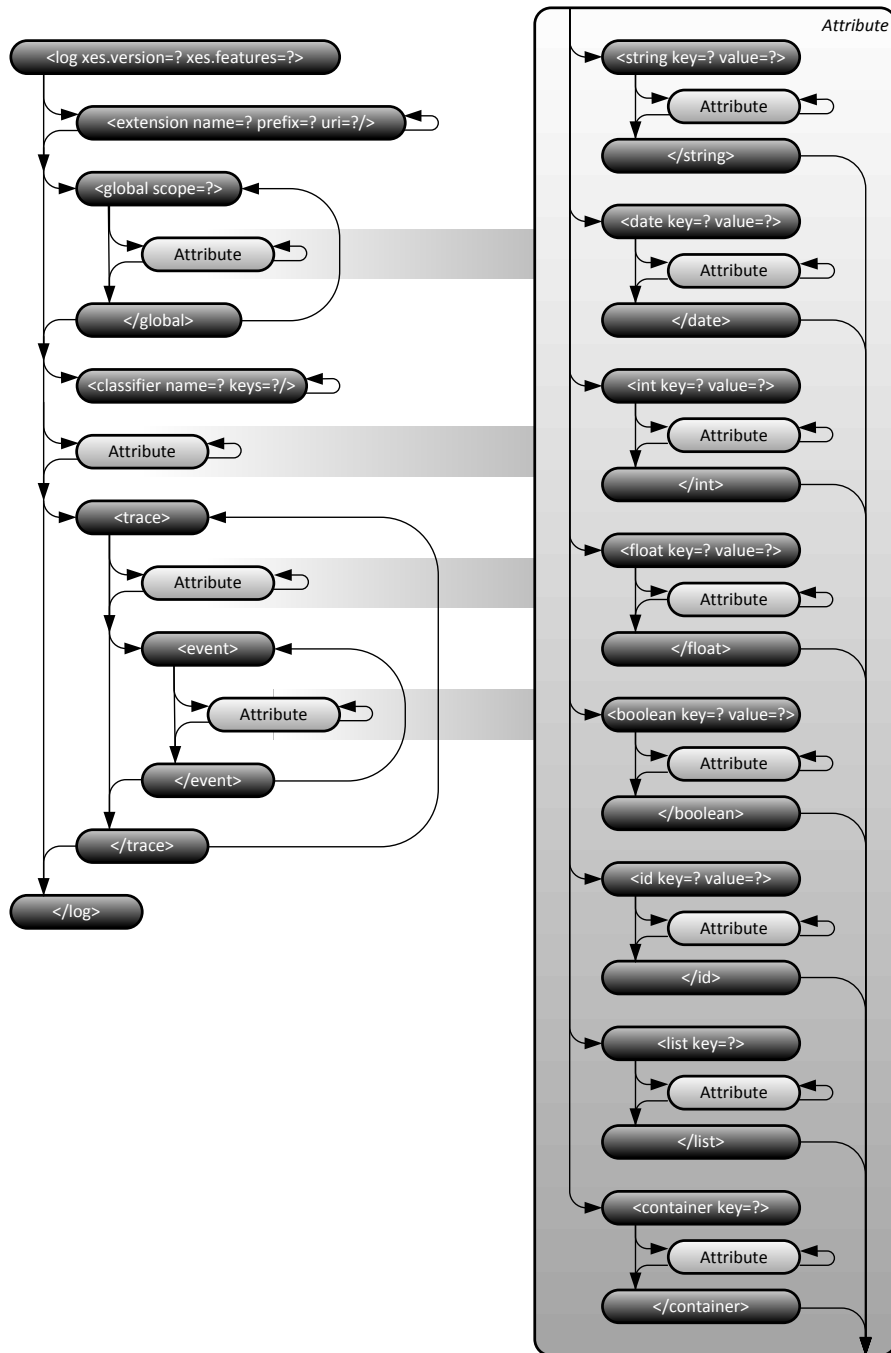 <log xes.version=? xes.features=?>
<extension name=? prefix=? uri=?/>
<global scope=?>
Attribute
</global>
<classifier name=? keys=?/>
Attribute
<trace>
Attribute
<event>
Attribute
</event>
</trace>
</log>
Attribute
<string key=? value=?>
Attribute
</string>
<date key=? value=?>
Attribute
</date>
<int key=? value=?>
Attribute
</int>
<float key=? value=?>
Attribute
</float>
<boolean key=? value=?>
Attribute
</boolean>
<id key=? value=?>
Attribute
</id>
<list key=?>
Attribute
</list>
<container key=?>
Attribute
</container>